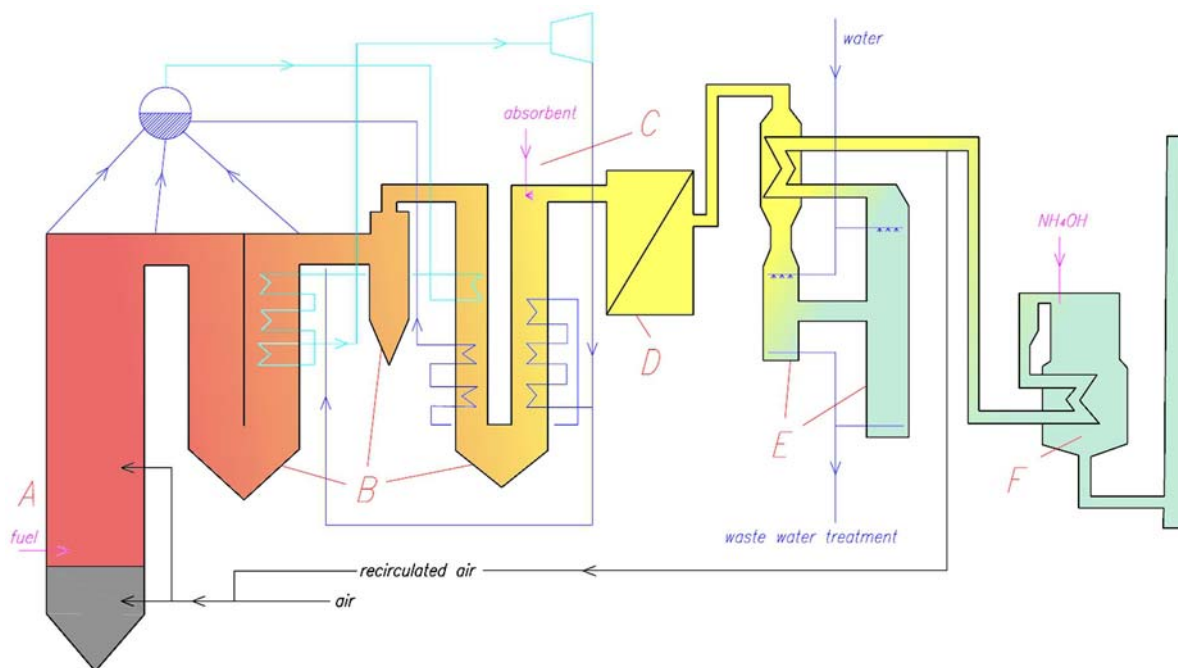 water
absorbent
C
NH₄OH
D
E
A
B
F
fuel
waste water treatment
recirculated air
air